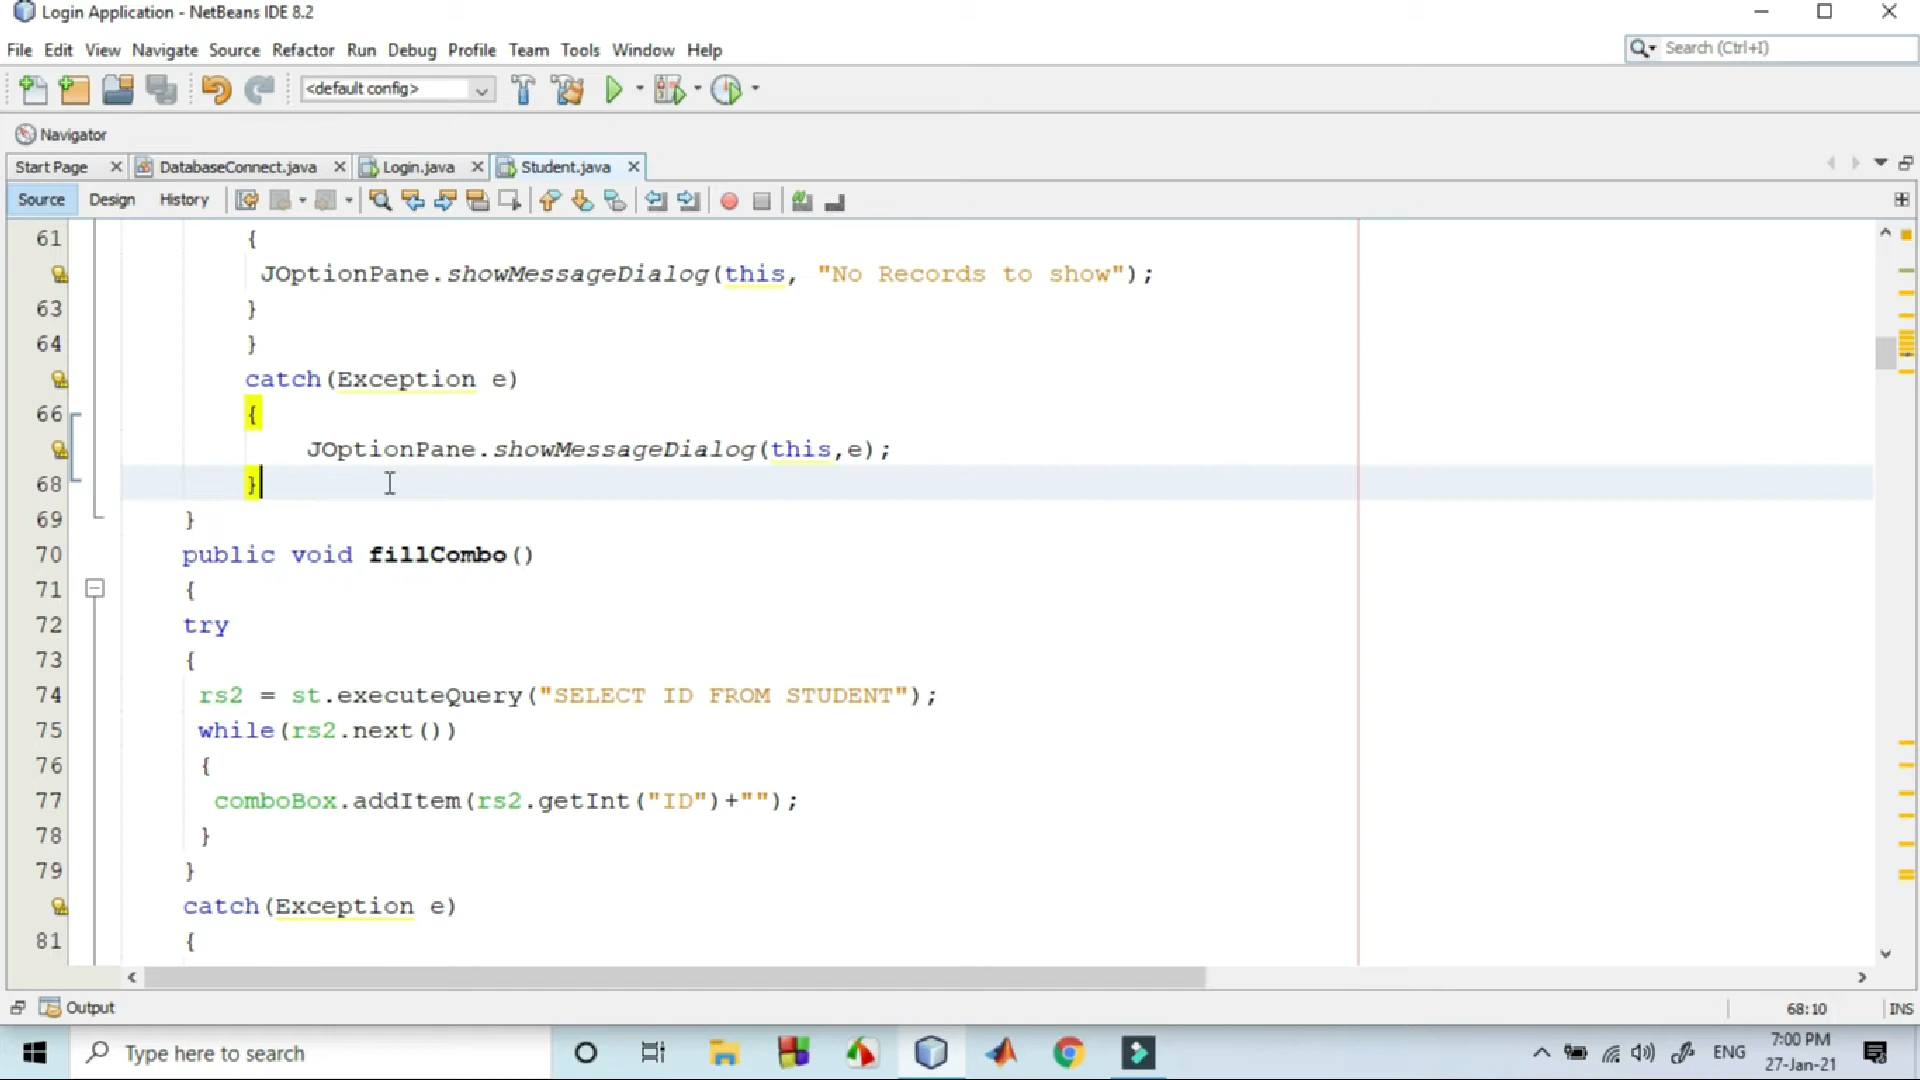 Login Application - NetBeans IDE 8.2
File Edit View Navigate Source Refactor Run Debug Profile Team Tools Window Help
Search (Ctrl+I)
<default config>
Navigator
Start Page DatabaseConnect.java Login.java Student.java
Source Design History
61 {
JOptionPane.showMessageDialog(this, "No Records to show");
63 }
64 }
catch(Exception e)
66 {
JOptionPane.showMessageDialog(this,e);
68 }
69 }
70 public void fillCombo()
71 {
72 try
73 {
74 rs2 = st.executeQuery("SELECT ID FROM STUDENT");
75 while(rs2.next())
76 {
77 comboBox.addItem(rs2.getInt("ID")+"");
78 }
79 }
catch(Exception e)
81 {
Output
68:10 INS
Type here to search
ENG
7:00 PM
27-Jan-21